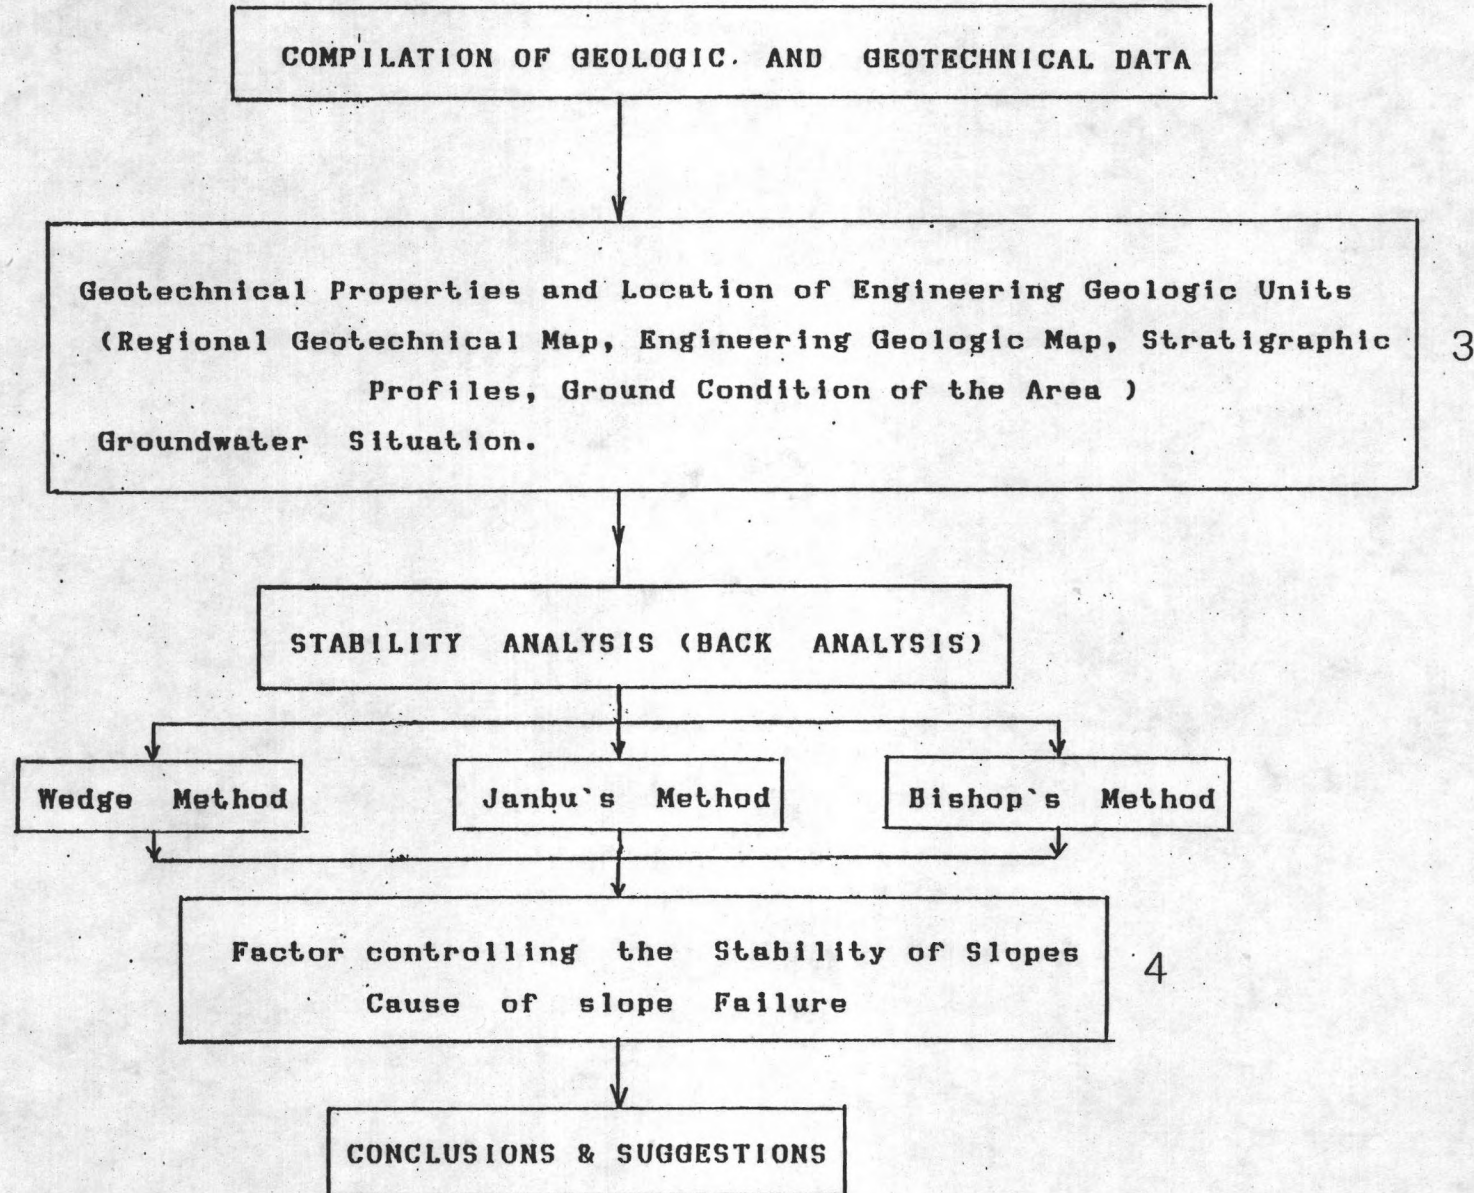 COMPILATION OF GEOLOGIC. AND GEOTECHNICAL DATA
Geotechnical Properties and Location of Engineering Geologic Units
(Regional Geotechnical Map, Engineering Geologic Map, Stratigraphic
Profiles, Ground Condition of the Area )
Groundwater Situation.
3
STABILITY ANALYSIS (BACK ANALYSIS)
Wedge Method
Janbu`s Method
Bishop`s Method
Factor controlling the Stability of Slopes
Cause of slope Failure
4
CONCLUSIONS & SUGGESTIONS